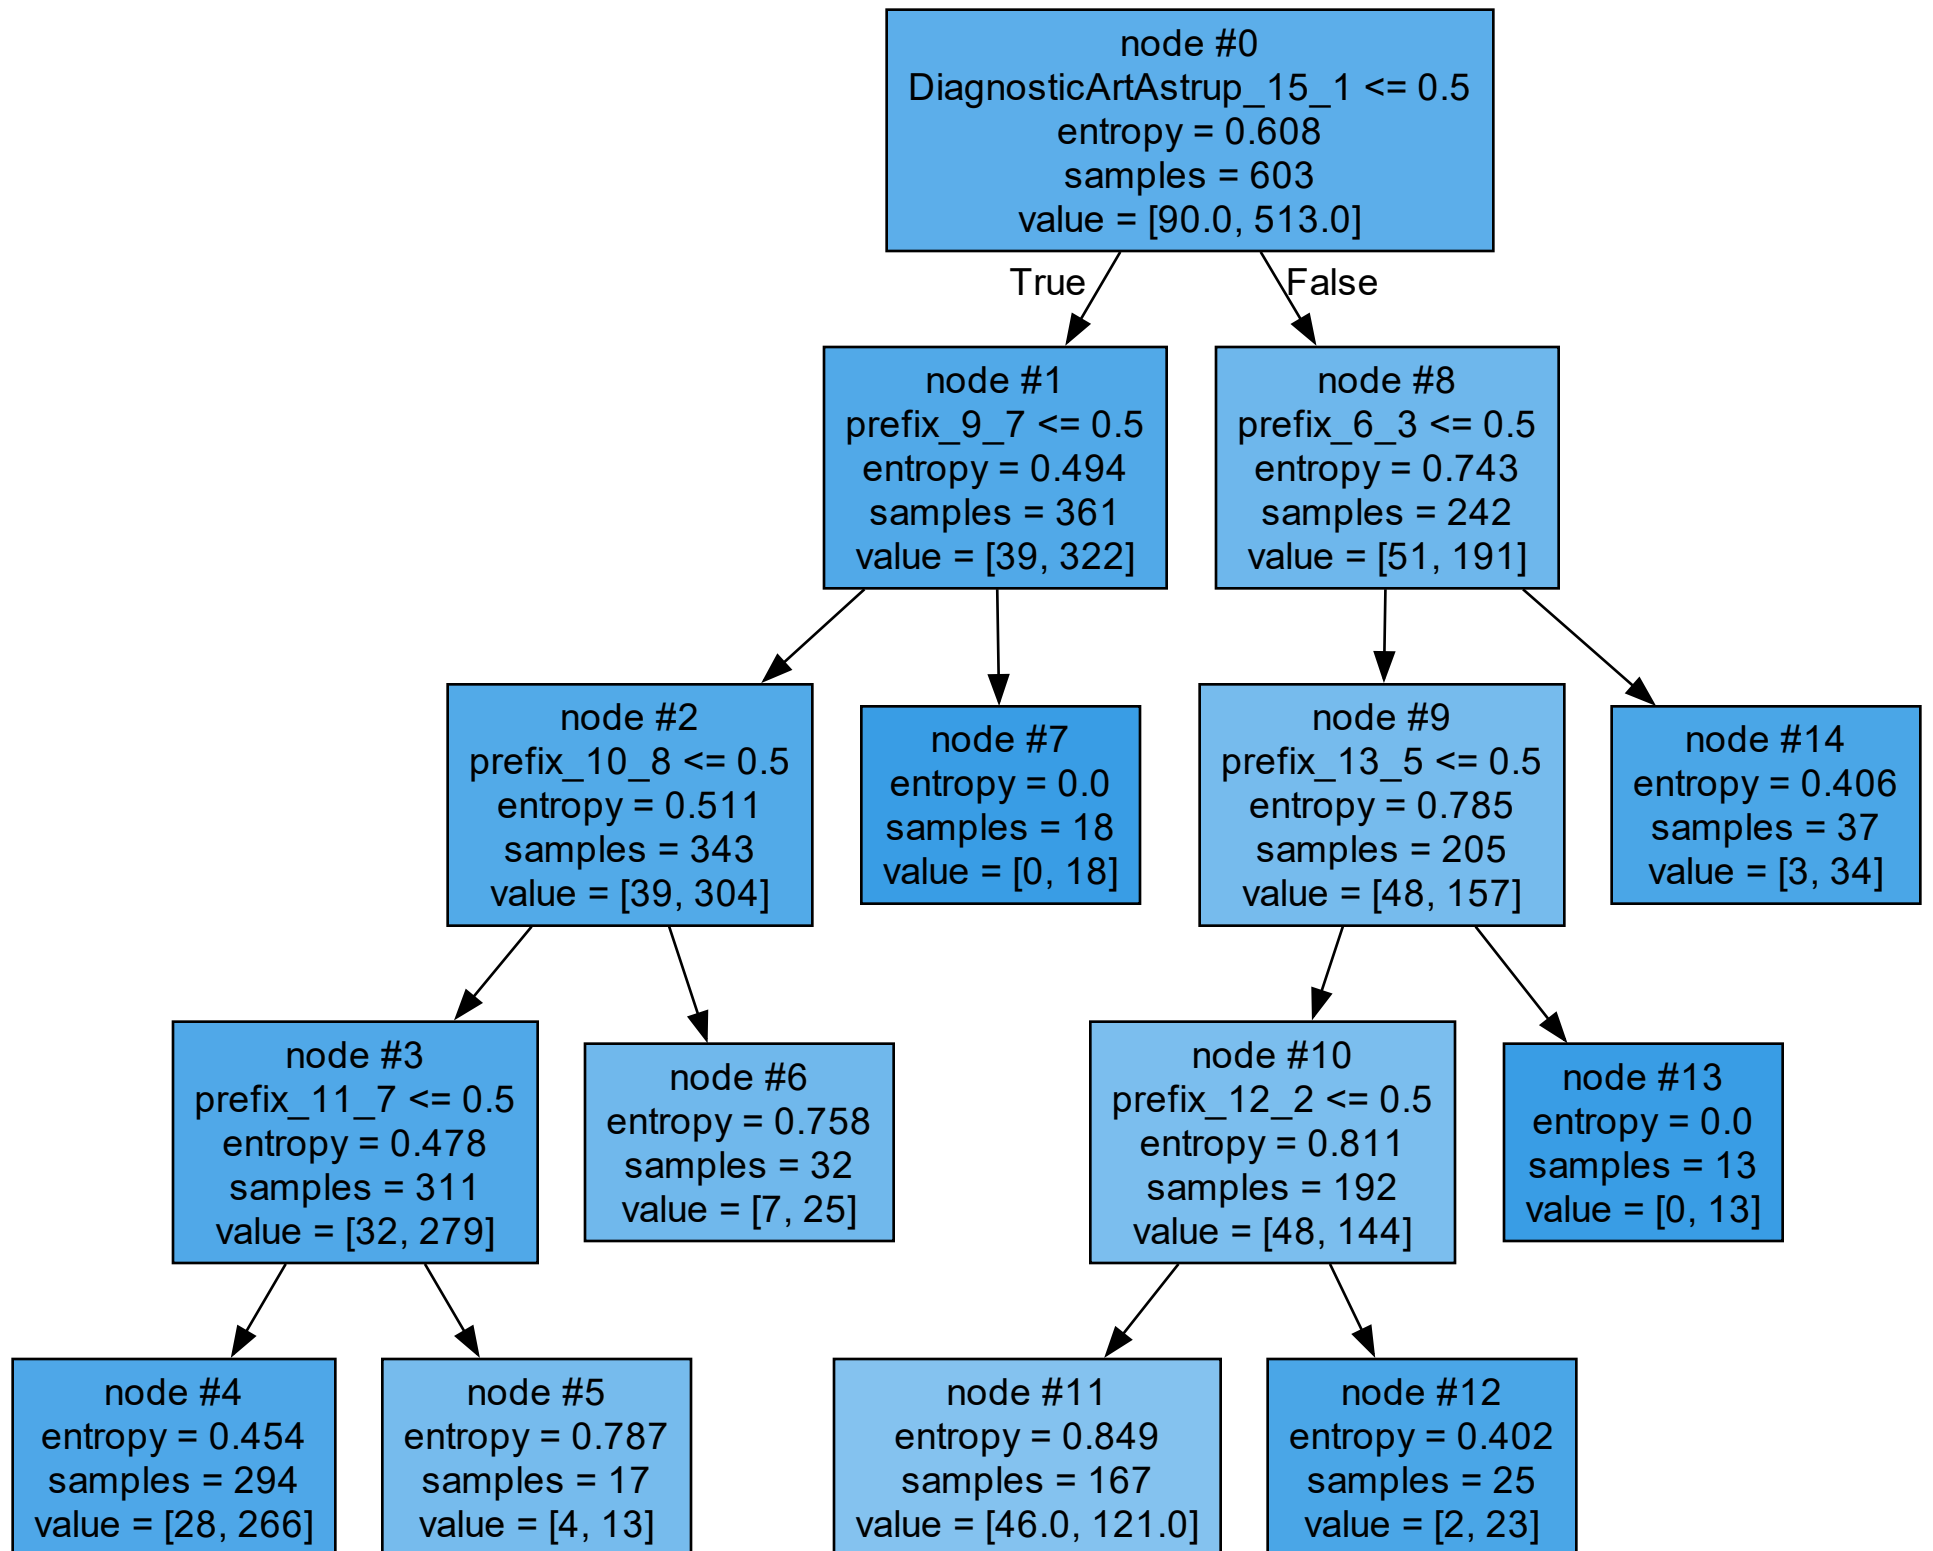 node #0
DiagnosticArtAstrup_15_1 <= 0.5
entropy = 0.608
samples = 603
value = [90.0, 513.0]
True
False
node #1
prefix_9_7 <= 0.5
entropy = 0.494
samples = 361
value = [39, 322]
node #8
prefix_6_3 <= 0.5
entropy = 0.743
samples = 242
value = [51, 191]
node #2
prefix_10_8 <= 0.5
entropy = 0.511
samples = 343
value = [39, 304]
node #7
entropy = 0.0
samples = 18
value = [0, 18]
node #9
prefix_13_5 <= 0.5
entropy = 0.785
samples = 205
value = [48, 157]
node #14
entropy = 0.406
samples = 37
value = [3, 34]
node #3
prefix_11_7 <= 0.5
entropy = 0.478
samples = 311
value = [32, 279]
node #6
entropy = 0.758
samples = 32
value = [7, 25]
node #10
prefix_12_2 <= 0.5
entropy = 0.811
samples = 192
value = [48, 144]
node #13
entropy = 0.0
samples = 13
value = [0, 13]
node #4
entropy = 0.454
samples = 294
value = [28, 266]
node #5
entropy = 0.787
samples = 17
value = [4, 13]
node #11
entropy = 0.849
samples = 167
value = [46.0, 121.0]
node #12
entropy = 0.402
samples = 25
value = [2, 23]